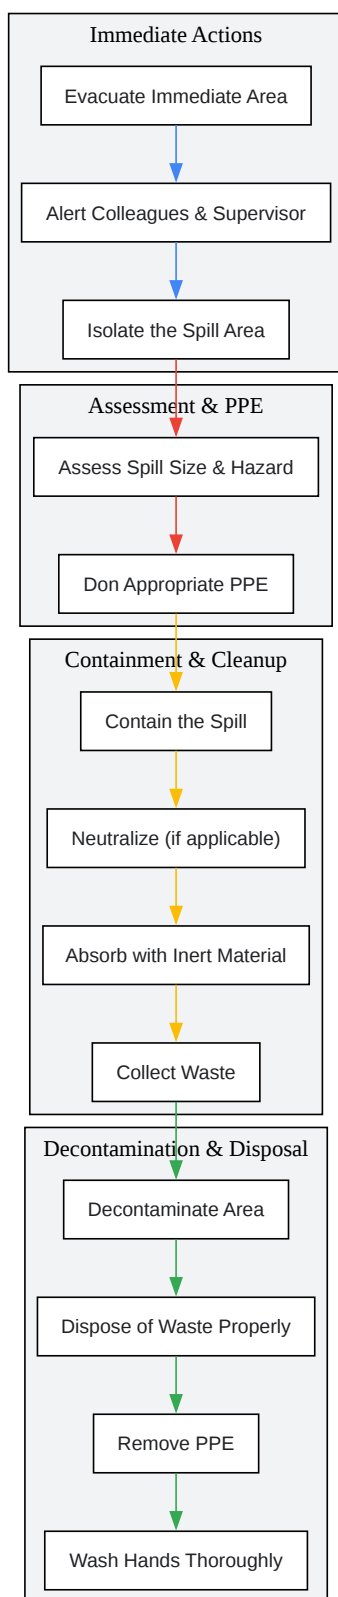 Immediate Actions
Evacuate Immediate Area
Alert Colleagues & Supervisor
Isolate the Spill Area
Assessment & PPE
Assess Spill Size & Hazard
Don Appropriate PPE
Containment & Cleanup
Contain the Spill
Neutralize (if applicable)
Absorb with Inert Material
Collect Waste
Decontamination & Disposal
Decontaminate Area
Dispose of Waste Properly
Remove PPE
Wash Hands Thoroughly